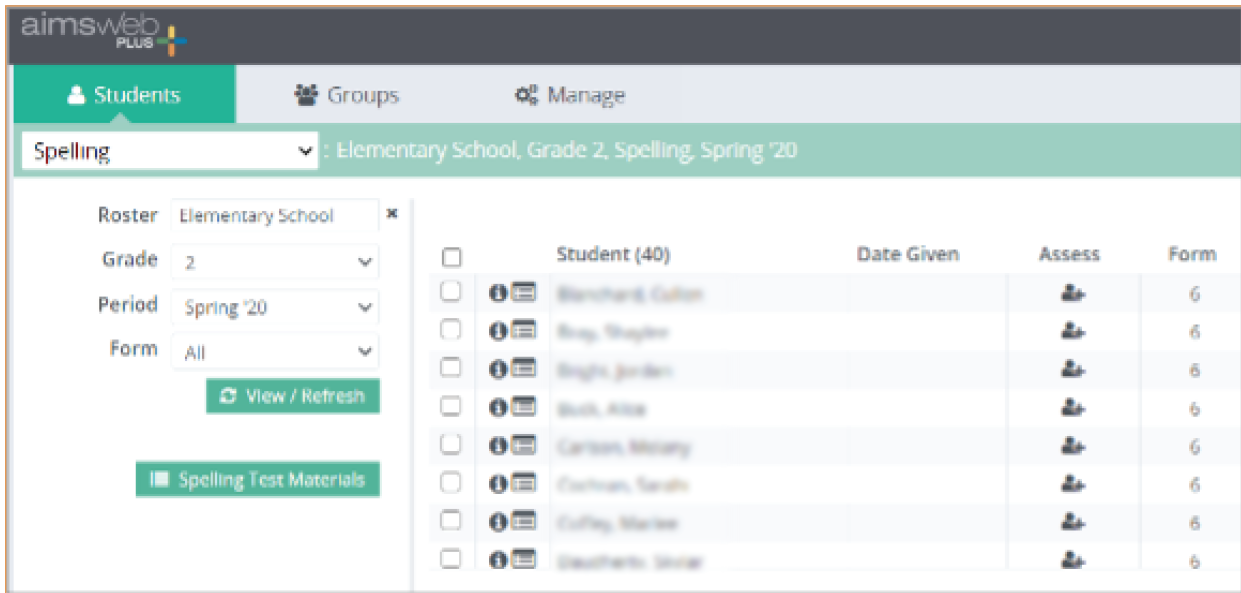 aimsweb
PLUS
Students Groups Manage
Spelling : Elementary School, Grade 2, Spelling, Spring '20
Roster Elementary School
Grade 2
Period Spring '20
Form All
View / Refresh
Spelling Test Materials
Student (40) Date Given Assess Form
6
6
6
6
6
6
6
6